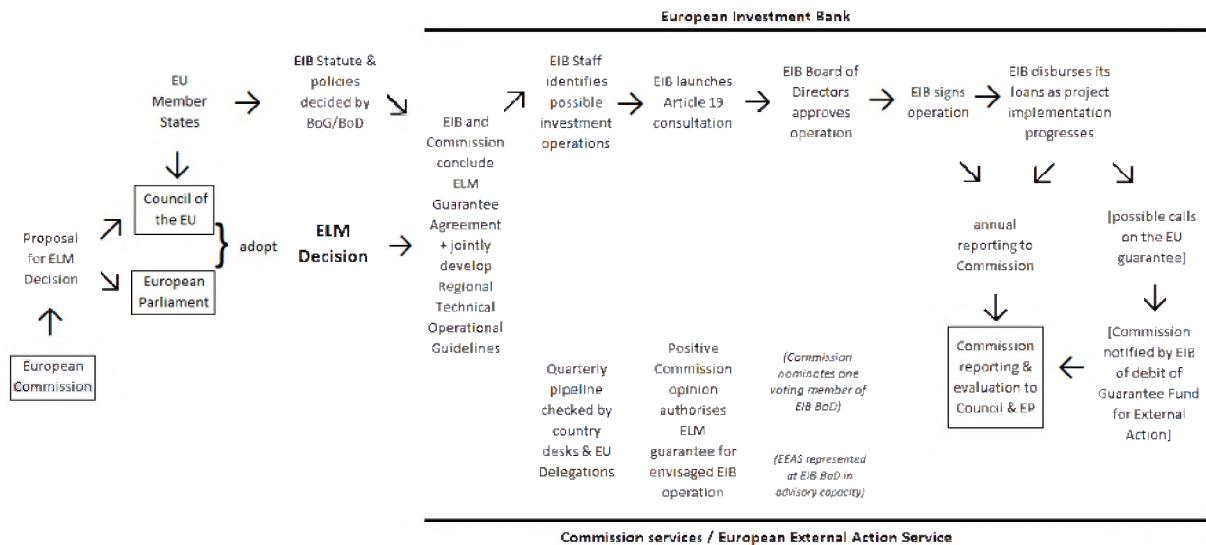 European Investment Bank
EU
Member
States
EIB Statute &
policies
decided by
BoG/BoD
Council of
the EU
Proposal
for ELM
Decision
European
Parliament
European
Commission
}
adopt
ELM
Decision
EIB and
Commission
conclude
ELM
Guarantee
Agreement
+ jointly
develop
Regional
Technical
Operational
Guidelines
EIB Staff
identifies
possible
investment
operations
EIB launches
Article 19
consultation
EIB Board of
Directors
approves
operation
EIB signs
operation
EIB disburses its
loans as project
implementation
progresses
annual
reporting to
Commission
[possible calls
on the EU
guarantee]
Commission
reporting &
evaluation to
Council & EP
[Commission
notified by EIB
of debit of
Guarantee Fund
for External
Action]
Quarterly
pipeline
checked by
country
desks & EU
Delegations
Positive
Commission
opinion
authorises
ELM
guarantee for
envisaged EIB
operation
(Commission
nominates one
voting member of
EIB BoD)
(EEAS represented
at EIB BoD in
advisory capacity)
Commission services / European External Action Service